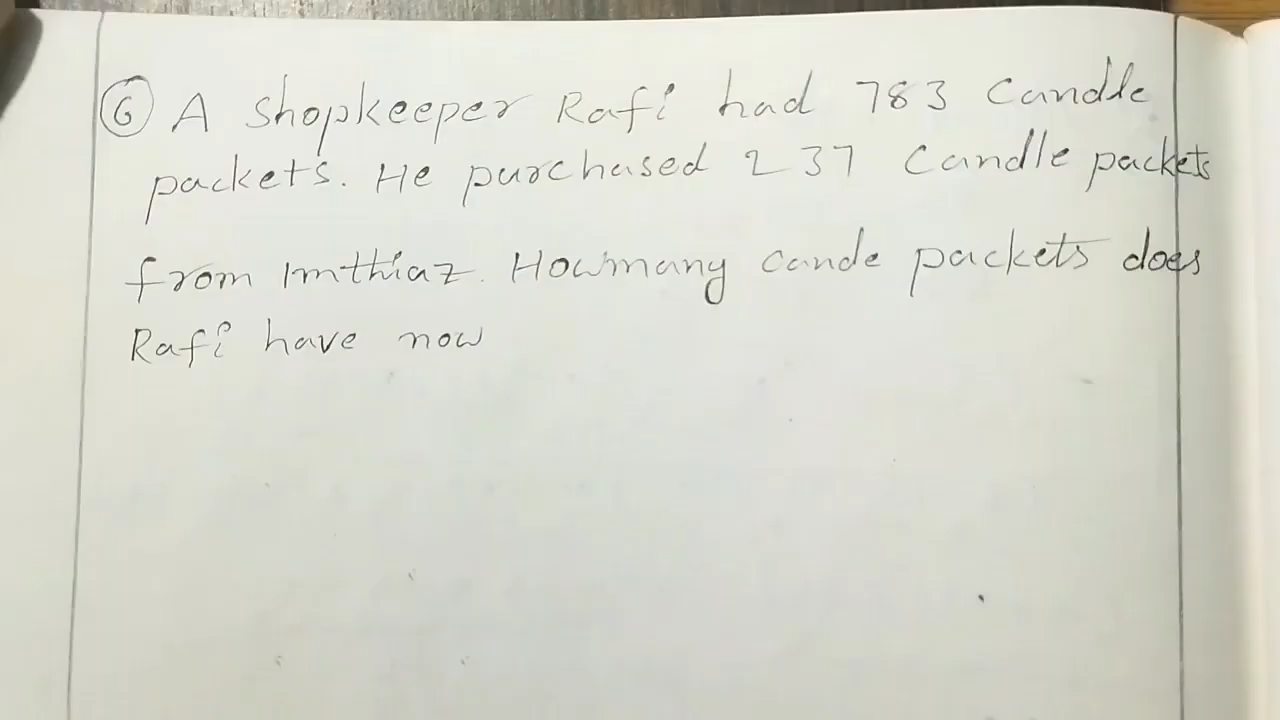 6 A shopkeeper Rafi had 783 Candle
packets. He purchased 237 Candle packets
from Imthiaz. Howmany cande packets does
Rafi have now